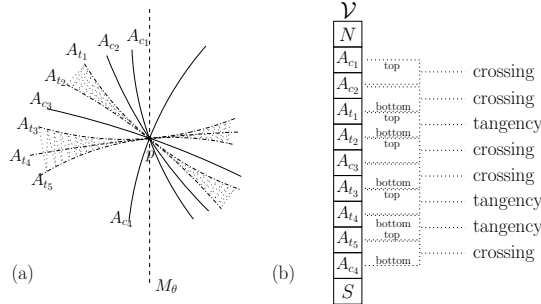 A_{c_2} A_{c_1}
A_{t_1}
A_{t_2}
A_{c_3}
A_{t_3}
A_{t_4}
A_{t_5}
p
A_{c_4}
(a)
M_θ
𝒱
N
A_{c_1}
top
crossing
A_{c_2}
crossing
A_{t_1} bottom
top
tangency
A_{t_2} bottom
top
crossing
A_{c_3}
crossing
A_{t_3} bottom
top
tangency
A_{t_4}
bottom
tangency
top
A_{t_5}
crossing
A_{c_4} bottom
S
(b)